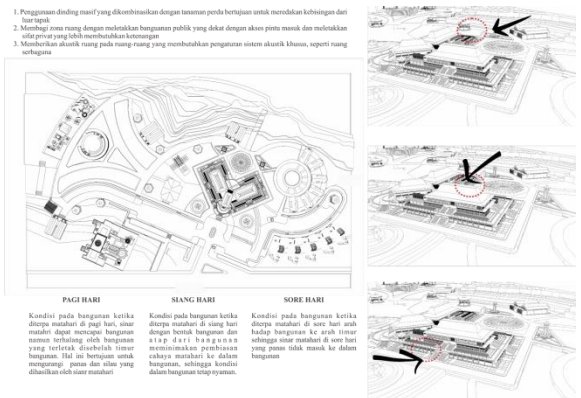 1. Penggunaan dinding masif yang dikombinasikan dengan tanaman perdu bertujuan untuk meredakan kebisingan dari
luar tapak
2. Membagi zona ruang dengan meletakkan bangunan publik yang dekat dengan akses pintu masuk dan meletakkan
sifat privat yang lebih membutuhkan ketenangan
3. Memberikan akustik ruang pada ruang-ruang yang membutuhkan pengaturan sistem akustik khusus, seperti ruang
serbaguna
PAGI HARI
Kondisi pada bangunan ketika
diterpa matahari di pagi hari, sinar
matahri dapat mencapai bangunan
namun terhalang oleh bangunan
yang terletak disebelah timur
bangunan. Hal ini bertujuan untuk
mengurangi panas dan silau yang
dihasilkan oleh sinar matahari
SIANG HARI
Kondisi pada bangunan ketika
diterpa matahari di siang hari
dengan bentuk bangunan dan
atap dari bangunan
meminimakan pembiasan
cahaya matahari ke dalam
bangunan, sehingga kondisi
dalam bangunan tetap nyaman.
SORE HARI
Kondisi pada bangunan ketika
diterpa matahari di sore hari arah
hadap bangunan ke arah timur
sehingga sinar matahari di sore hari
yang panas tidak masuk ke dalam
bangunan